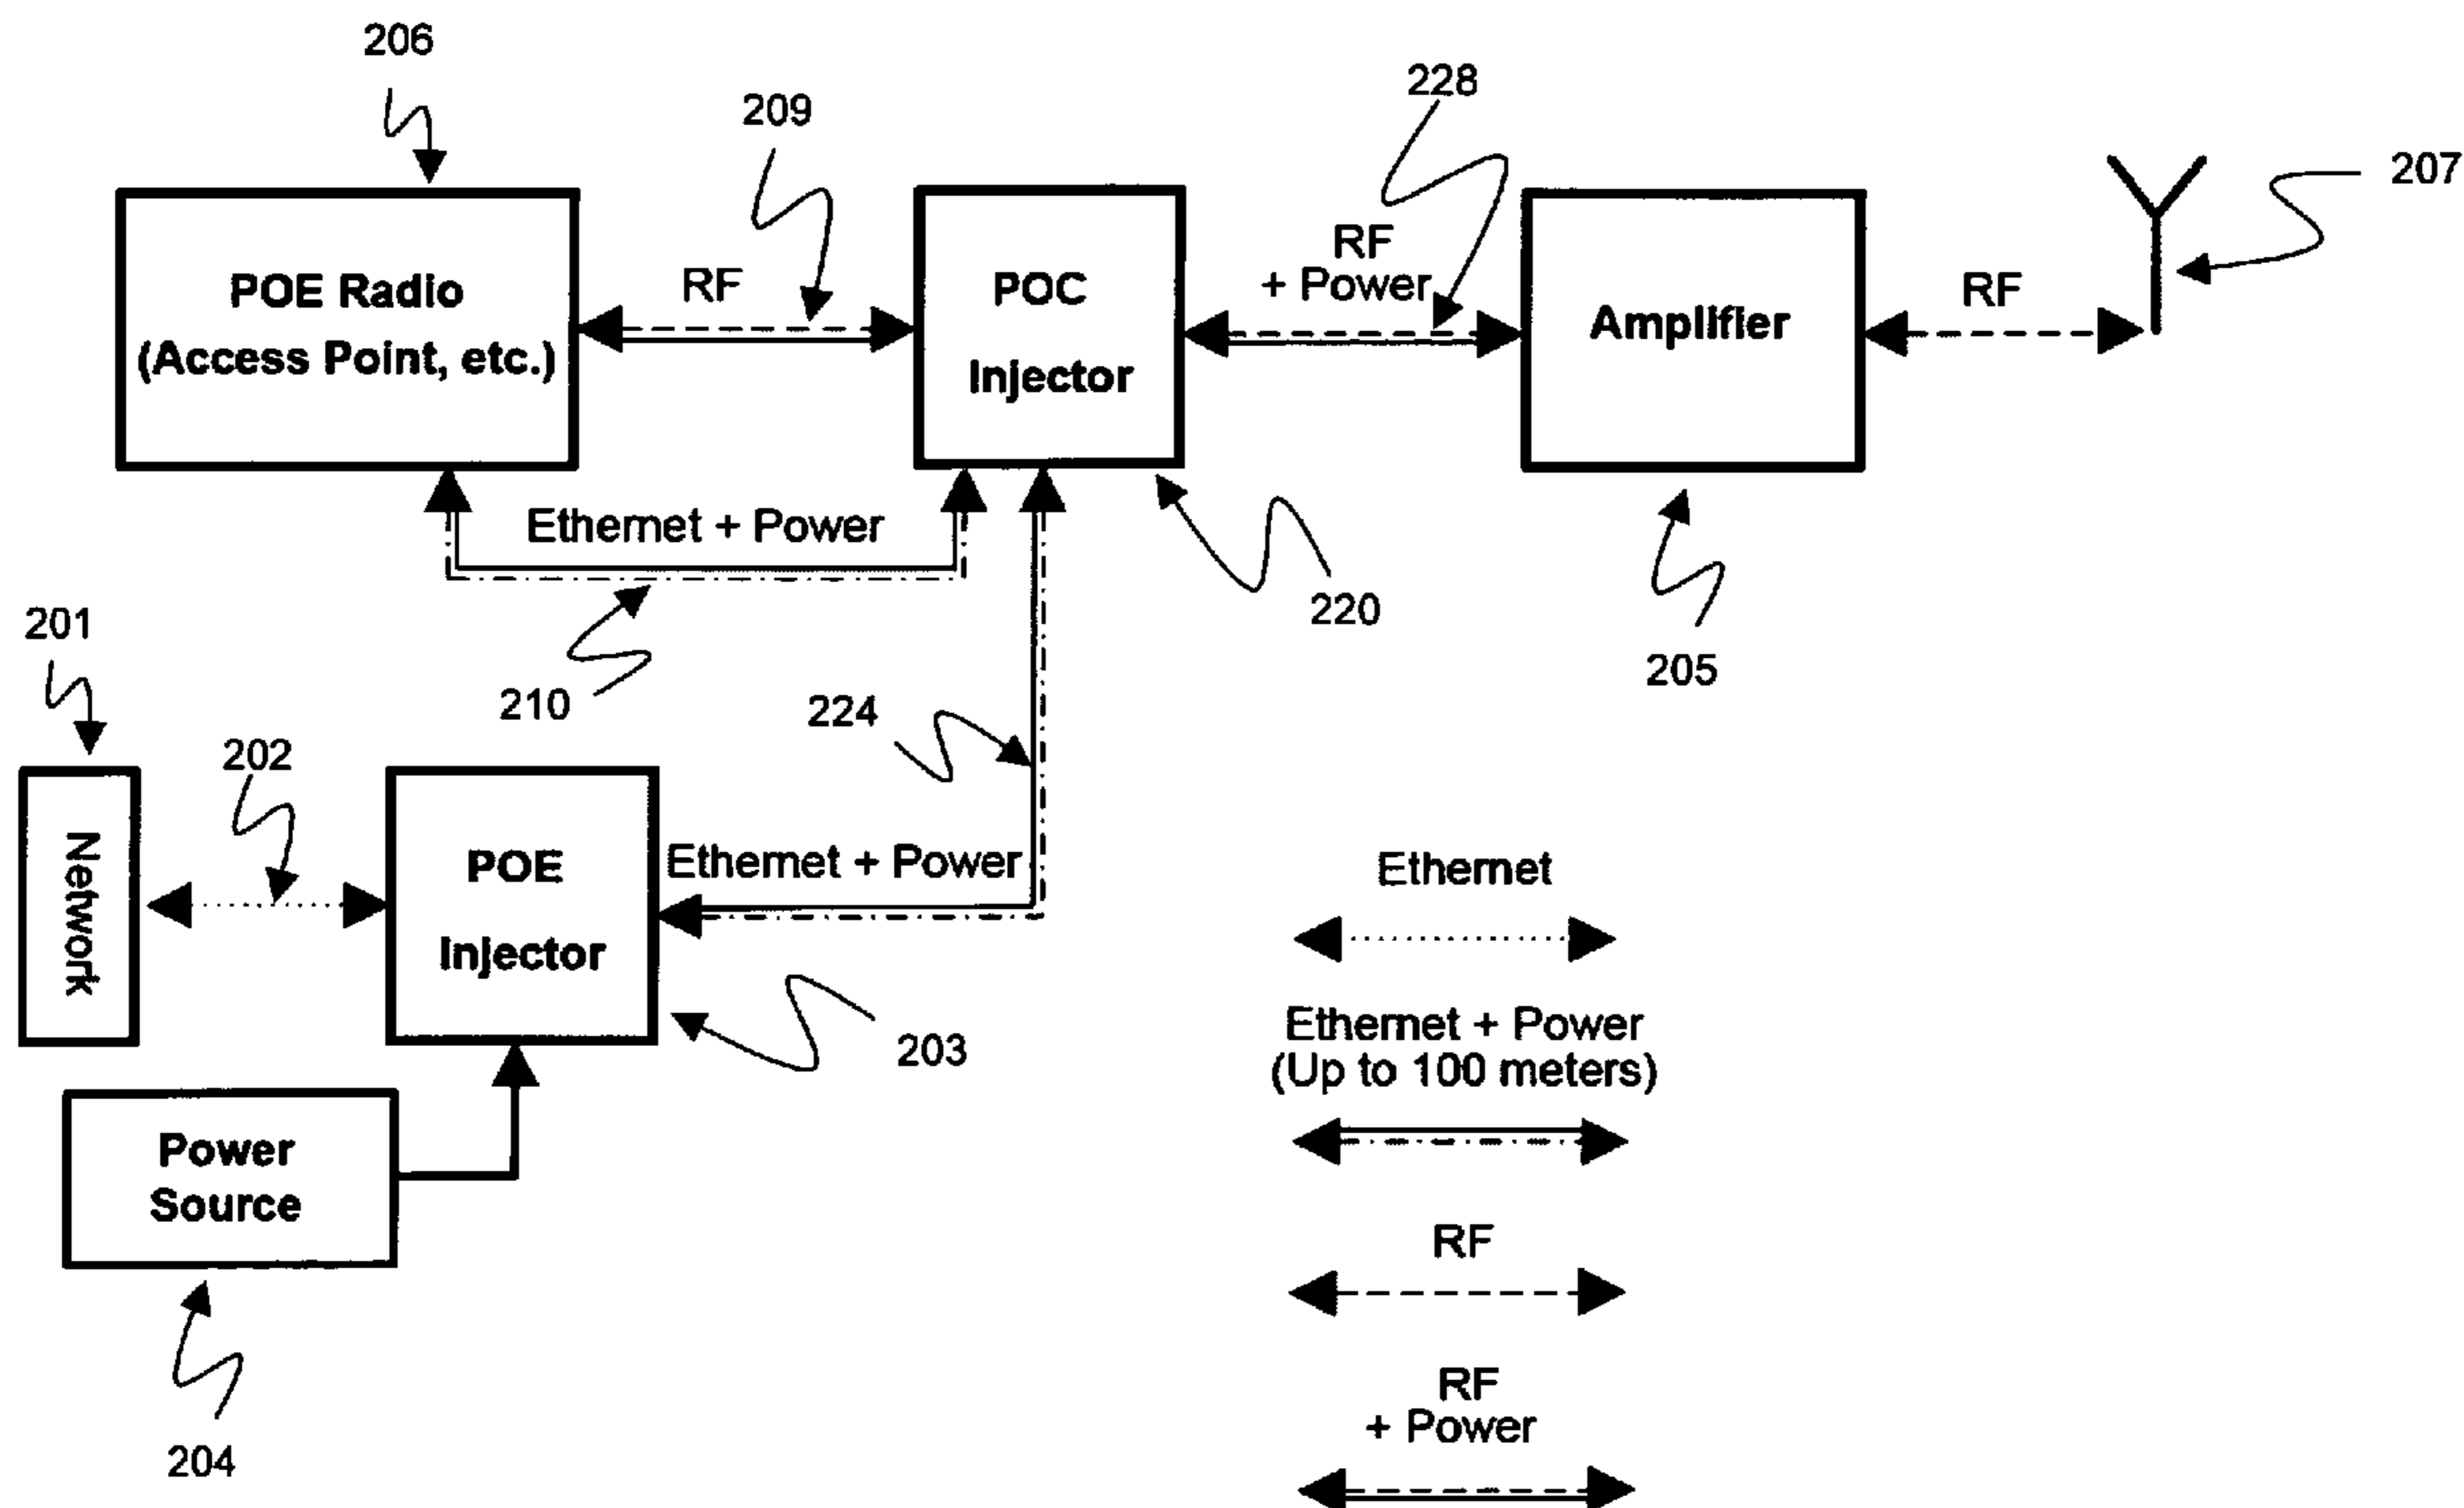 206
209
228
207
POE Radio
(Access Point, etc.)
RF
POC
Injector
RF
+ Power
Amplifier
RF
Ethernet + Power
210
220
205
201
202
224
Network
POE
Injector
Ethernet + Power
203
Power
Source
204
Ethernet
Ethernet + Power
(Up to 100 meters)
RF
RF
+ Power